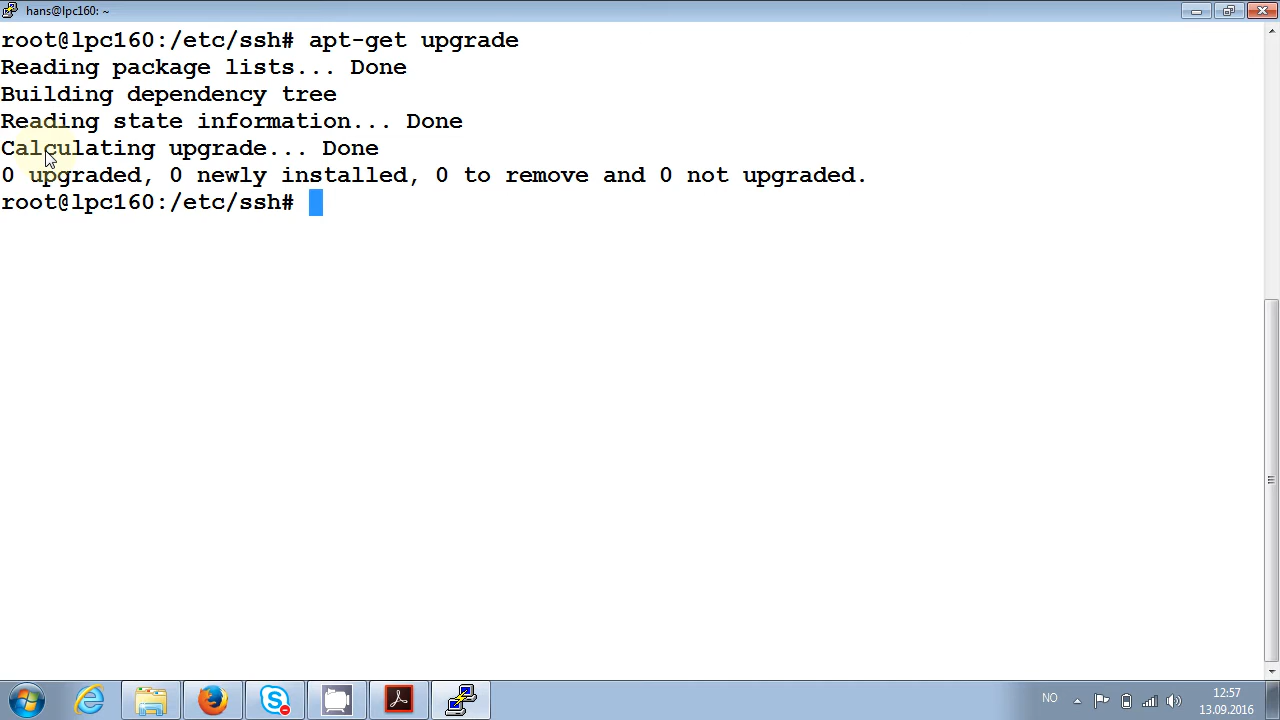 hans@lpc160: ~
root@lpc160:/etc/ssh# apt-get upgrade
Reading package lists... Done
Building dependency tree
Reading state information... Done
Calculating upgrade... Done
0 upgraded, 0 newly installed, 0 to remove and 0 not upgraded.
root@lpc160:/etc/ssh#
NO
12:57
13.09.2016